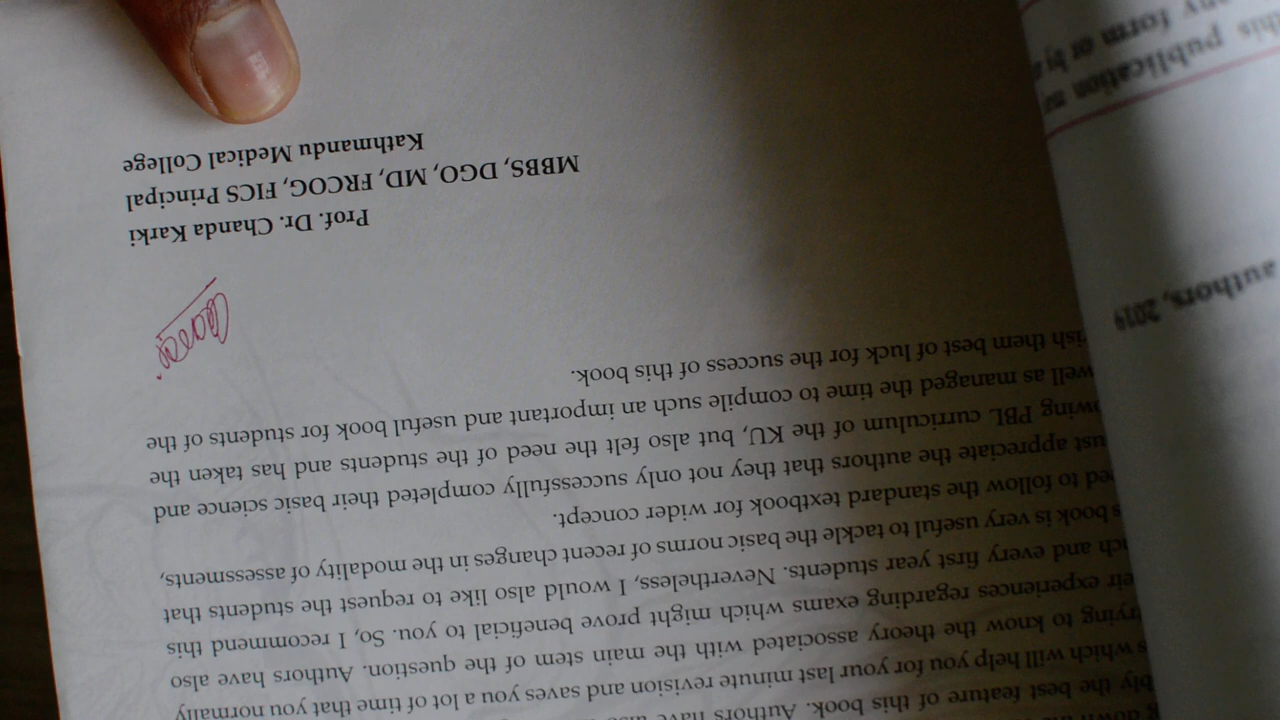 authors, 2019
his publication
ny form or by
down
bly the best feature of this book. Authors have
s which will help you for your last minute revision and saves you a lot of time that you normally
trying to know the theory associated with the main stem of the question. Authors have also
eir experiences regarding exams which might prove beneficial to you. So, I recommend this
ch and every first year students. Nevertheless, I would also like to request the students that
s book is very useful to tackle the basic norms of recent changes in the modality of assessments,
ed to follow the standard textbook for wider concept.
ust appreciate the authors that they not only successfully completed their basic science and
owing PBL curriculum of the KU, but also felt the need of the students and has taken the
well as managed the time to compile such an important and useful book for students of the
ish them best of luck for the success of this book.
Prof. Dr. Chanda Karki
MBBS, DGO, MD, FRCOG, FICS Principal
Kathmandu Medical College